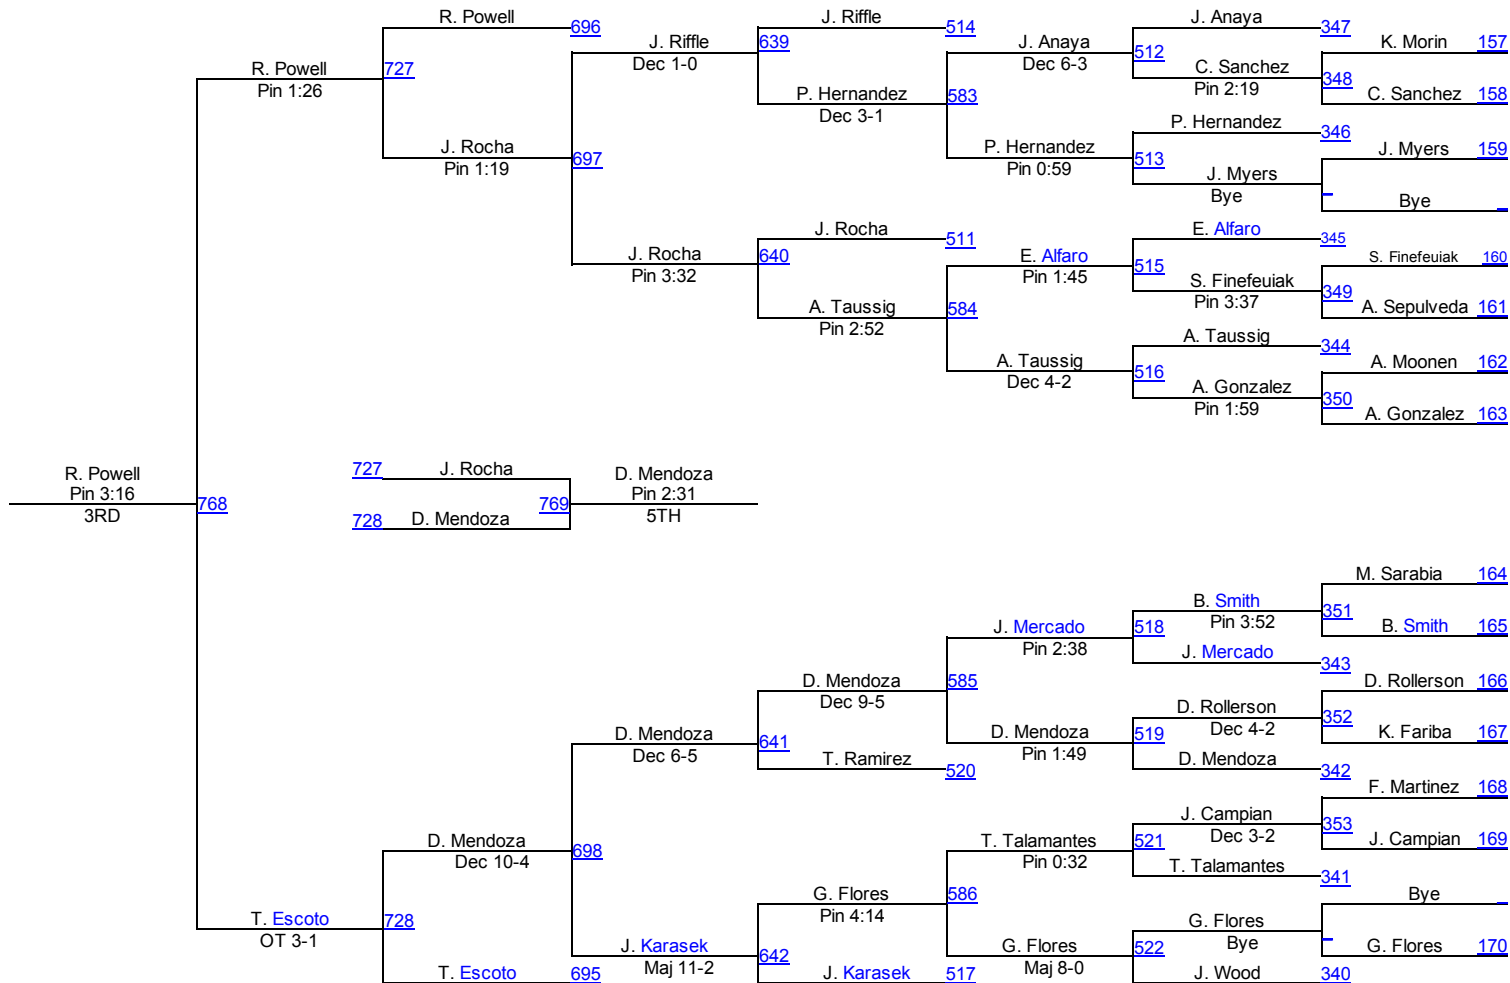 R. Powell
696
J. Riffle
514
J. Anaya
347
J. Riffle
639
J. Anaya
K. Morin
157
Dec 1-0
Dec 6-3
512
R. Powell
727
C. Sanchez
348
Pin 1:26
Pin 2:19
P. Hernandez
583
C. Sanchez
158
Dec 3-1
P. Hernandez
346
J. Rocha
697
P. Hernandez
513
J. Myers
159
Pin 1:19
Pin 0:59
J. Myers
Bye
Bye
J. Rocha
511
E. Alfaro
345
J. Rocha
640
E. Alfaro
515
S. Finefeuiak
160
Pin 3:32
Pin 1:45
S. Finefeuiak
349
Pin 3:37
A. Taussig
584
A. Sepulveda
161
Pin 2:52
A. Taussig
344
A. Taussig
516
A. Moonen
162
Dec 4-2
A. Gonzalez
350
Pin 1:59
A. Gonzalez
163
R. Powell
727
J. Rocha
D. Mendoza
Pin 3:16
768
769
Pin 2:31
3RD
728
D. Mendoza
5TH
M. Sarabia
164
B. Smith
351
Pin 3:52
J. Mercado
518
B. Smith
165
Pin 2:38
J. Mercado
343
D. Mendoza
585
D. Rollerson
166
Dec 9-5
D. Rollerson
352
Dec 4-2
D. Mendoza
641
D. Mendoza
519
K. Fariba
167
Dec 6-5
Pin 1:49
T. Ramirez
520
D. Mendoza
342
F. Martinez
168
J. Campian
353
Dec 3-2
D. Mendoza
698
T. Talamantes
521
J. Campian
169
Dec 10-4
Pin 0:32
T. Talamantes
341
G. Flores
586
Bye
Pin 4:14
T. Escoto
728
G. Flores
OT 3-1
Bye
J. Karasek
642
G. Flores
522
G. Flores
170
Maj 11-2
Maj 8-0
T. Escoto
695
J. Karasek
517
J. Wood
340